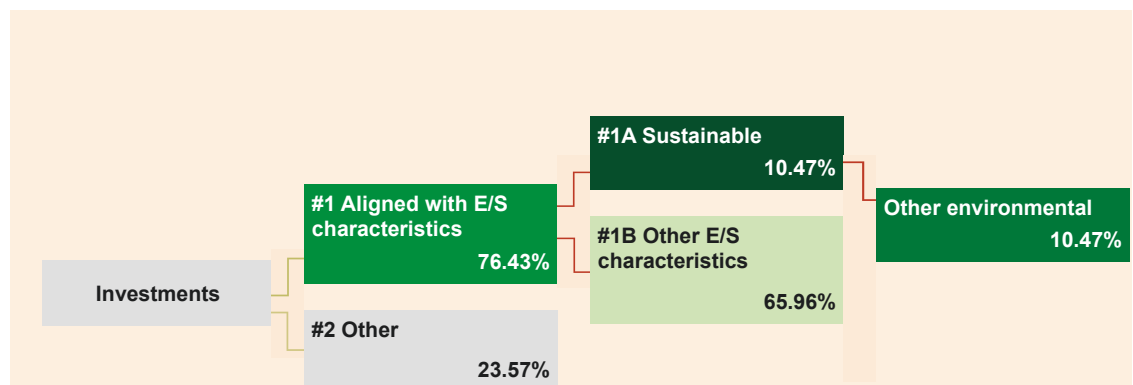 Investments
#1 Aligned with E/S
characteristics
76.43%
#2 Other
23.57%
#1A Sustainable
10.47%
#1B Other E/S
characteristics
65.96%
Other environmental
10.47%